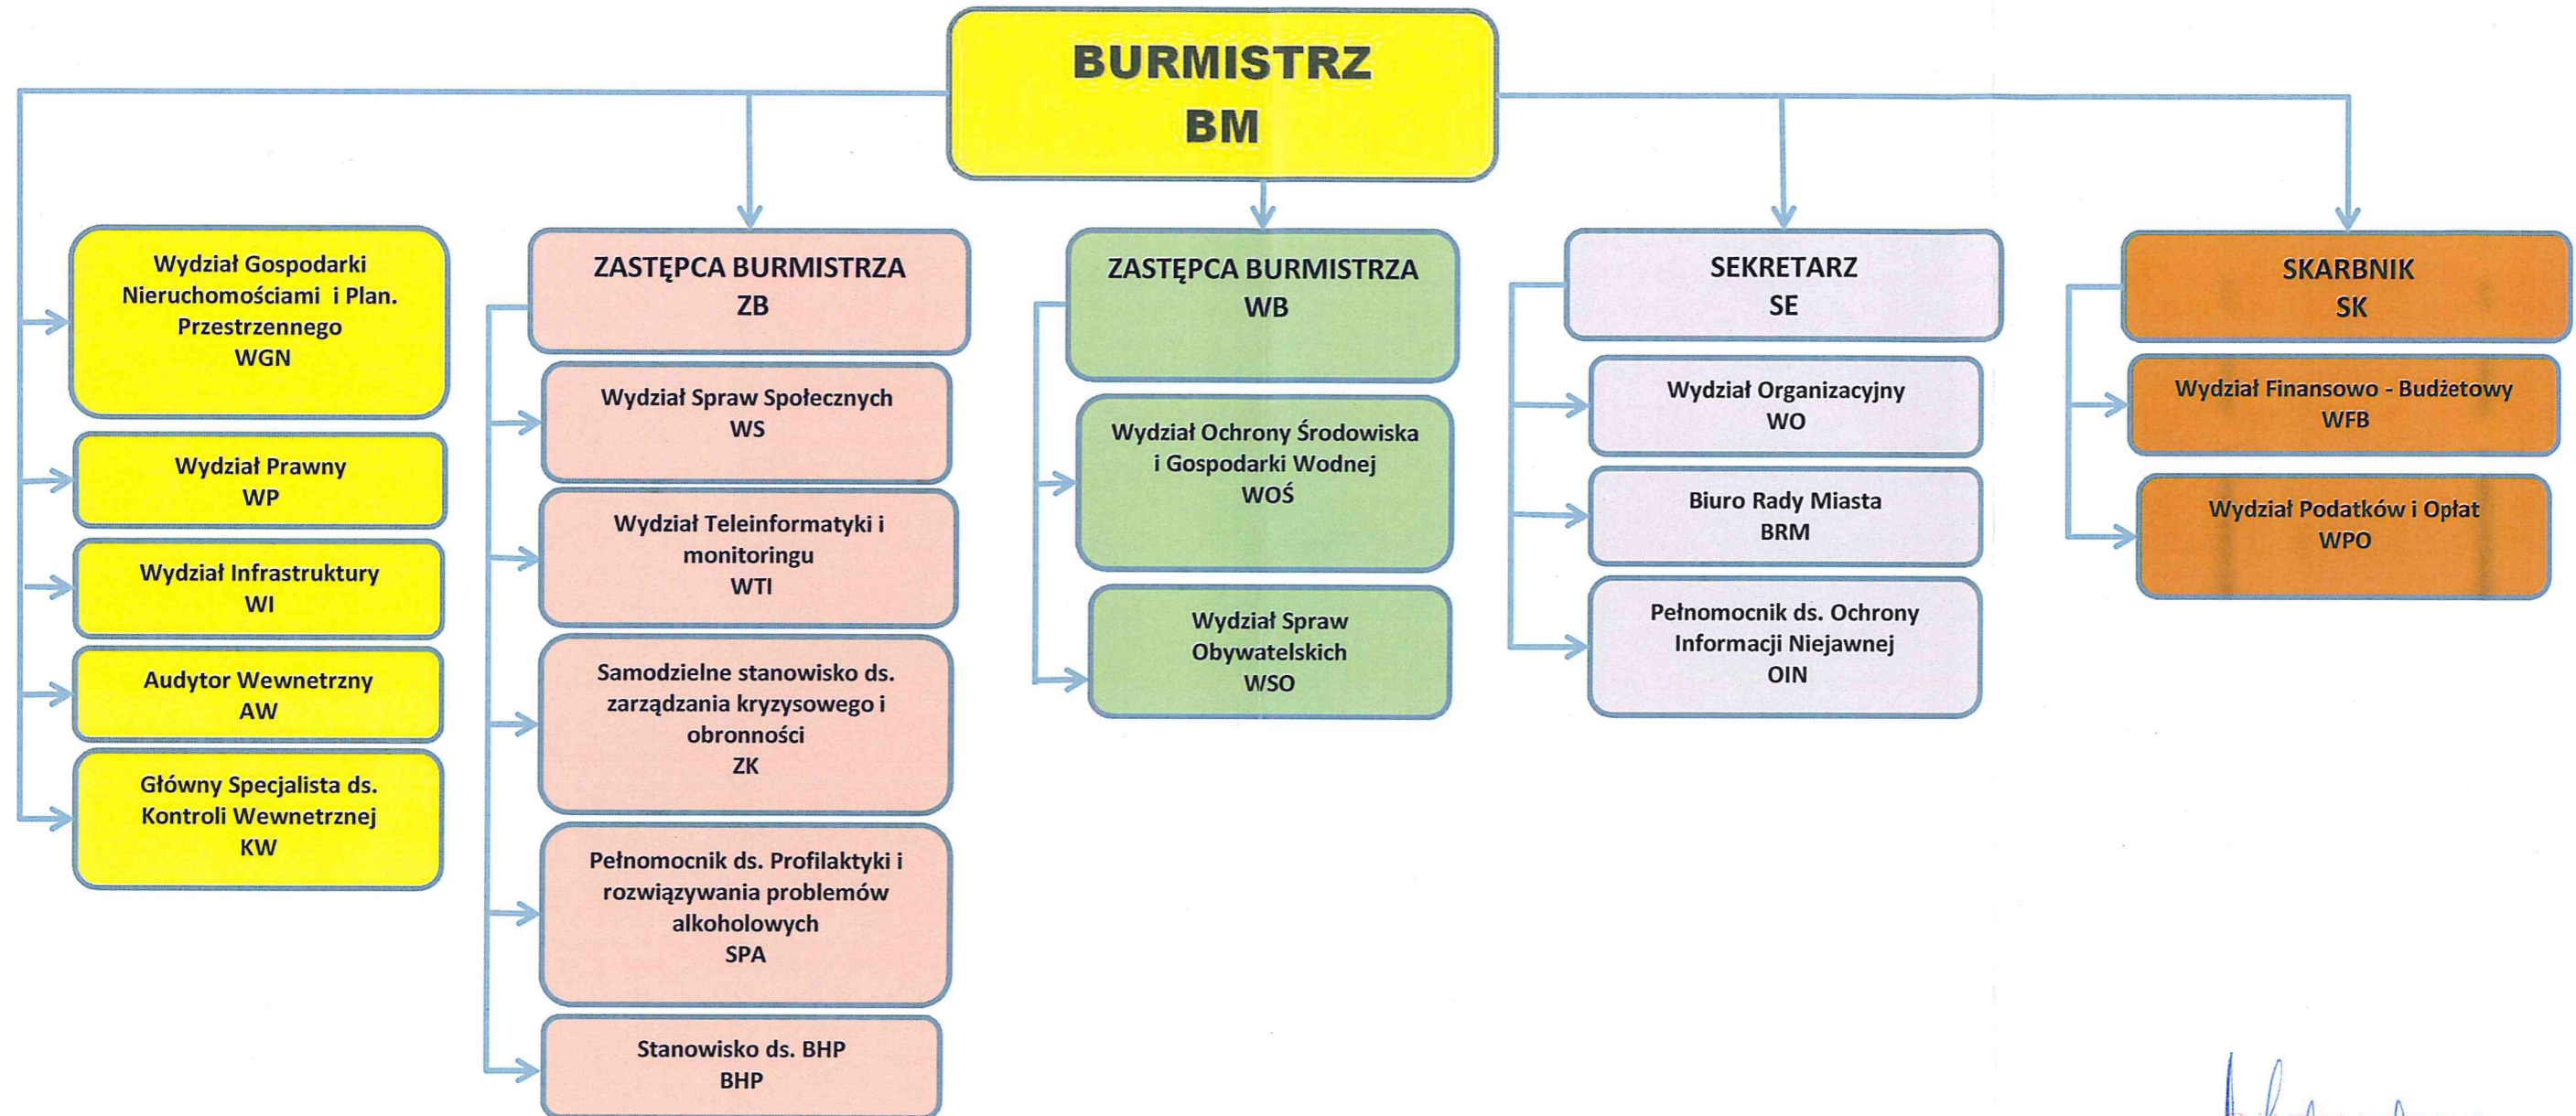 BURMISTRZ
BM
Wydział Gospodarki
Nieruchomościami i Plan.
Przestrzennego
WGN
Wydział Prawny
WP
Wydział Infrastruktury
WI
Audytor Wewnetrzny
AW
Główny Specjalista ds.
Kontroli Wewnetrznej
KW
ZASTĘPCA BURMISTRZA
ZB
Wydział Spraw Społecznych
WS
Wydział Teleinformatyki i
monitoringu
WTI
Samodzielne stanowisko ds.
zarządzania kryzysowego i
obronności
ZK
Pełnomocnik ds. Profilaktyki i
rozwiązywania problemów
alkoholowych
SPA
Stanowisko ds. BHP
BHP
ZASTĘPCA BURMISTRZA
WB
Wydział Ochrony Środowiska
i Gospodarki Wodnej
WOŚ
Wydział Spraw
Obywatelskich
WSO
SEKRETARZ
SE
Wydział Organizacyjny
WO
Biuro Rady Miasta
BRM
Pełnomocnik ds. Ochrony
Informacji Niejawnej
OIN
SKARBNIK
SK
Wydział Finansowo - Budżetowy
WFB
Wydział Podatków i Opłat
WPO